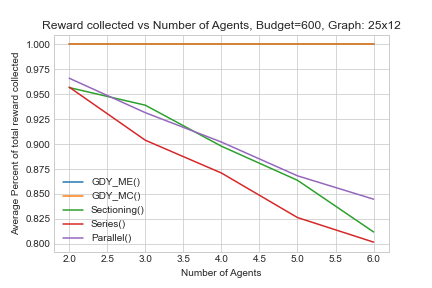 Reward collected vs Number of Agents, Budget=600, Graph: 25x12
Average Percent of total reward collected
1.000
0.975
0.950
0.925
0.900
0.875
0.850
0.825
0.800
GDY_ME()
GDY_MC()
Sectioning()
Series()
Parallel()
2.0 2.5 3.0 3.5 4.0 4.5 5.0 5.5 6.0
Number of Agents